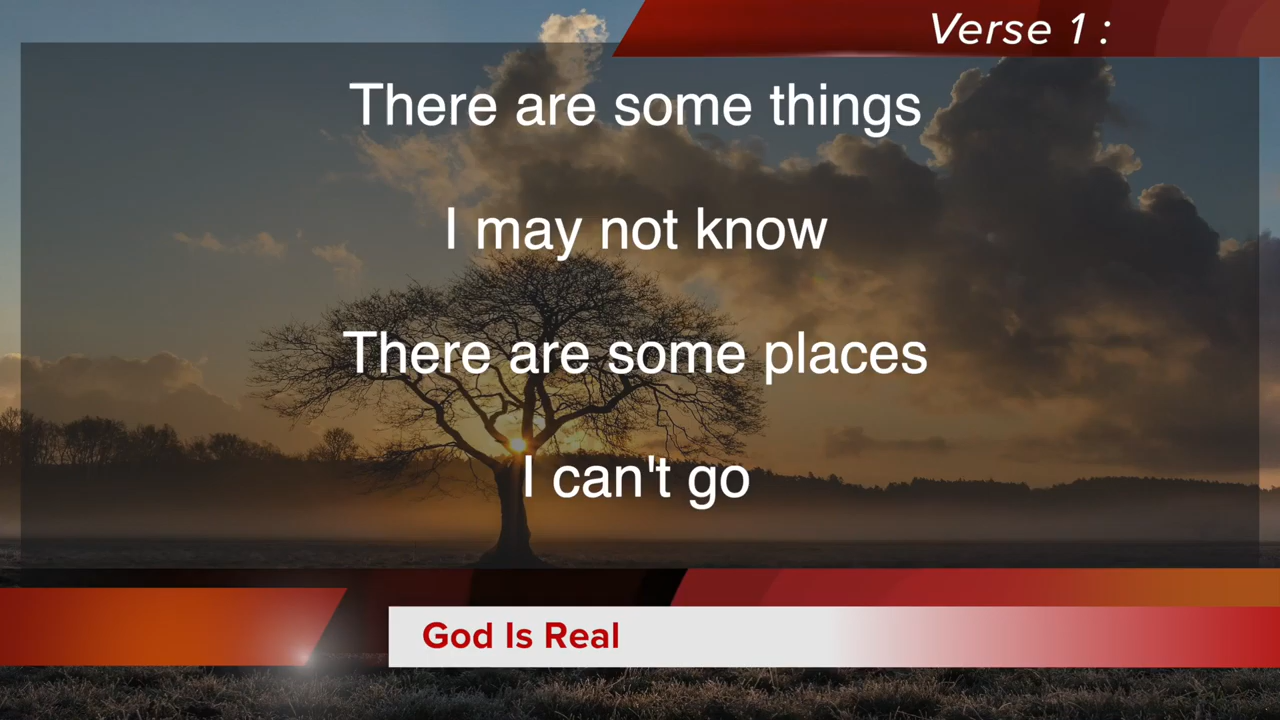 Verse 1 :
There are some things
I may not know
There are some places
I can't go
God Is Real